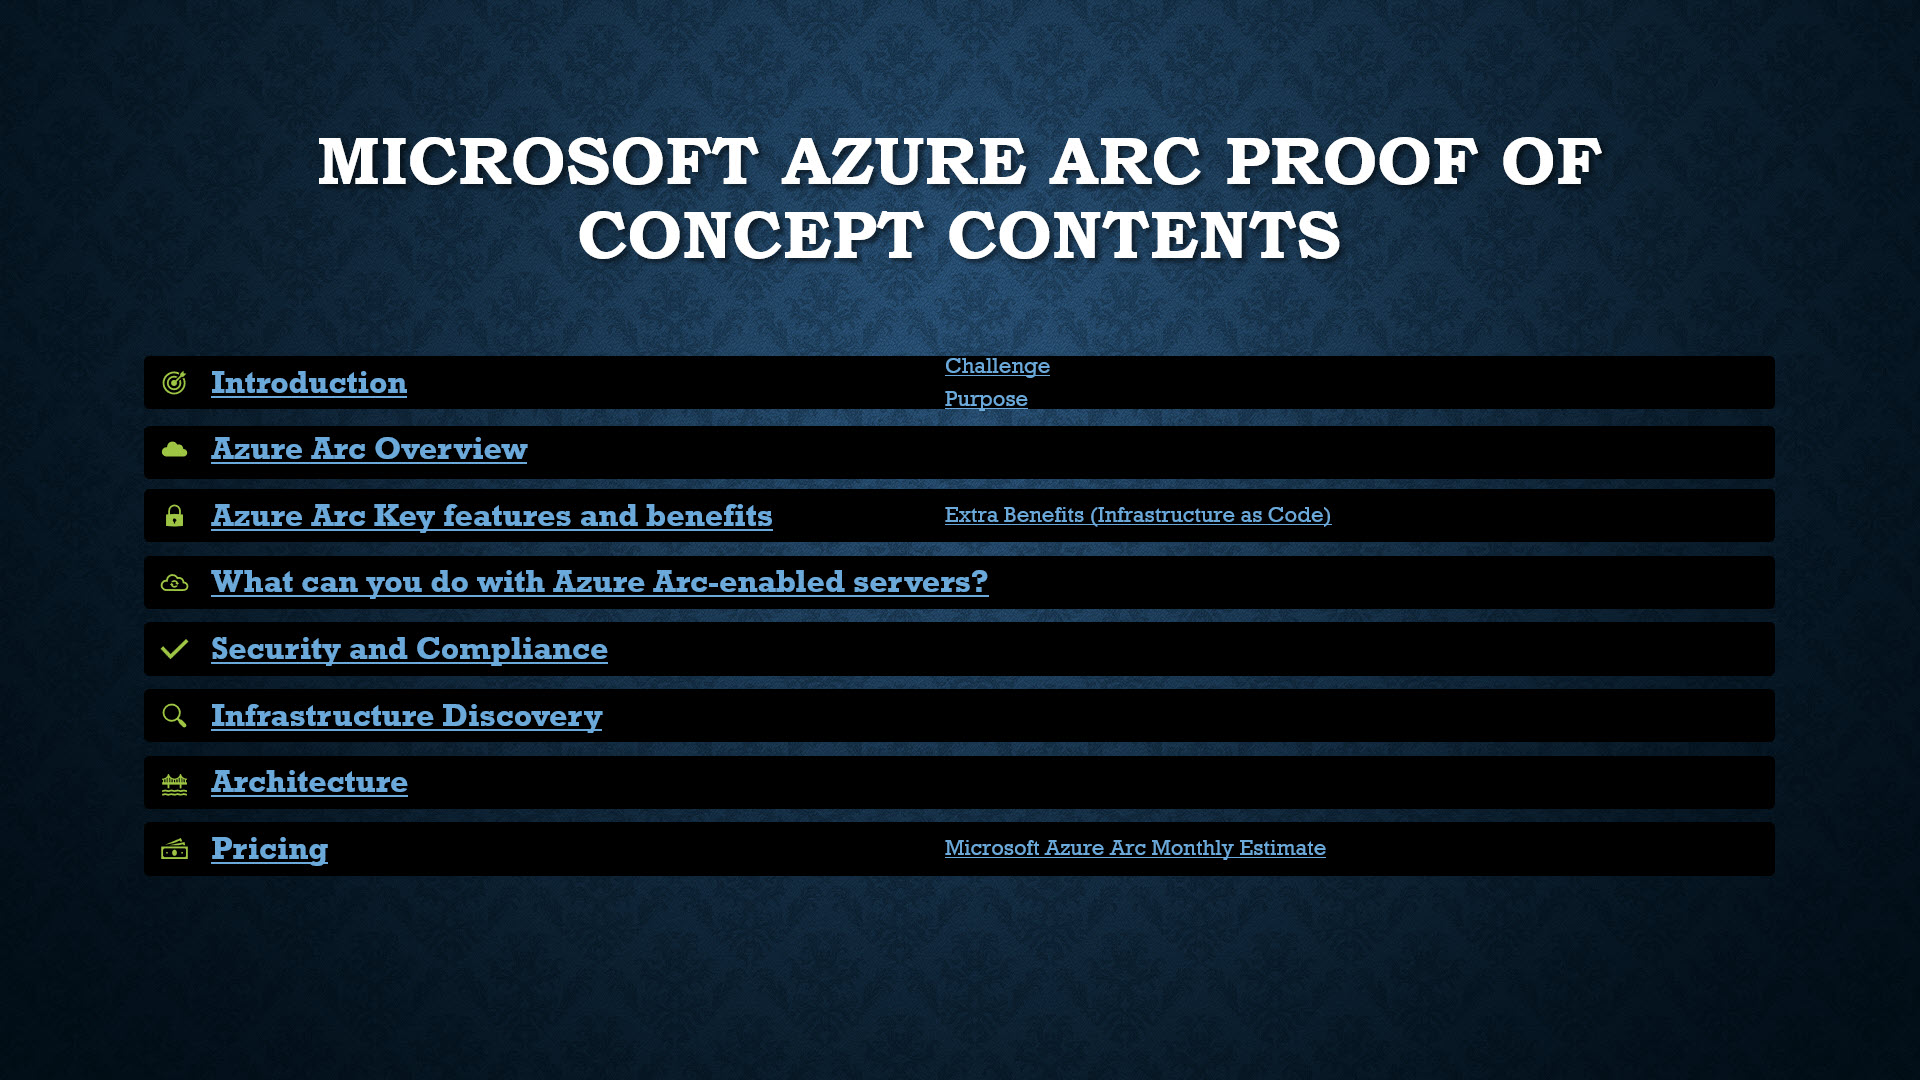 MICROSOFT AZURE ARC PROOF OF
CONCEPT CONTENTS
Introduction
Challenge
Purpose
Azure Arc Overview
Azure Arc Key features and benefits
Extra Benefits (Infrastructure as Code)
What can you do with Azure Arc-enabled servers?
Security and Compliance
Infrastructure Discovery
Architecture
Pricing
Microsoft Azure Arc Monthly Estimate